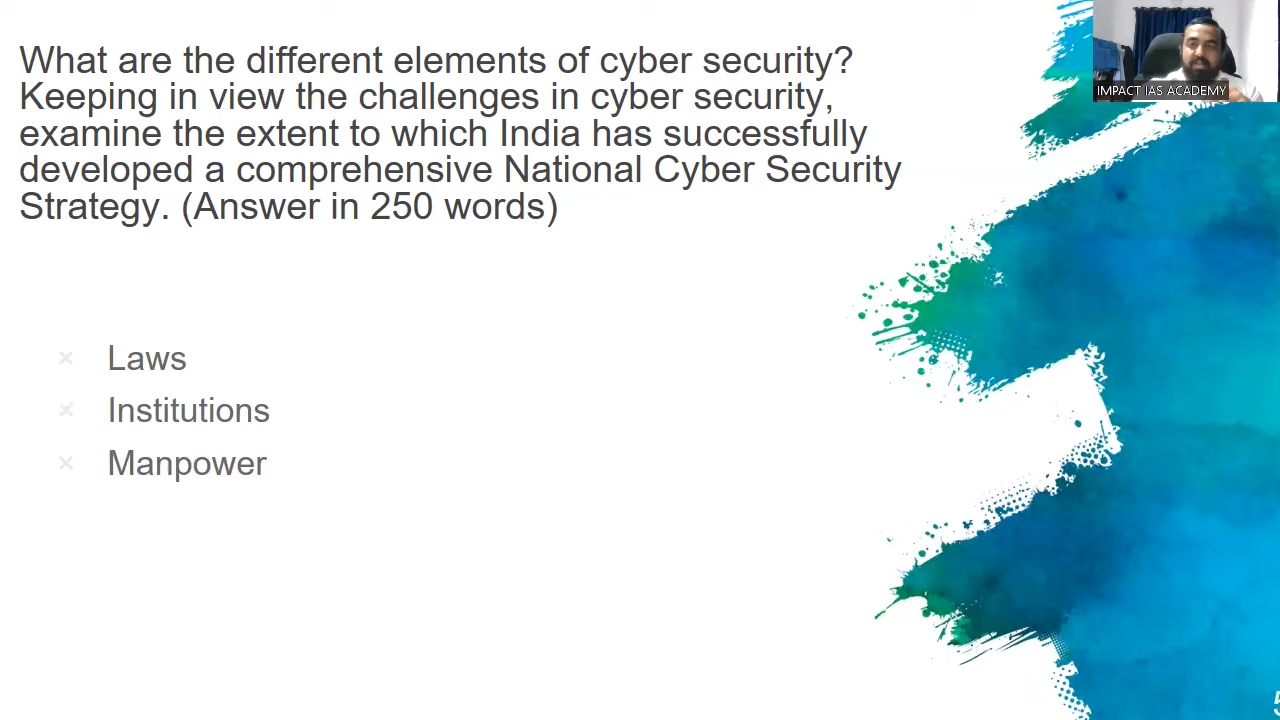 What are the different elements of cyber security?
Keeping in view the challenges in cyber security,
examine the extent to which India has successfully
developed a comprehensive National Cyber Security
Strategy. (Answer in 250 words)
IMPACT IAS ACADEMY
Laws
Institutions
Manpower